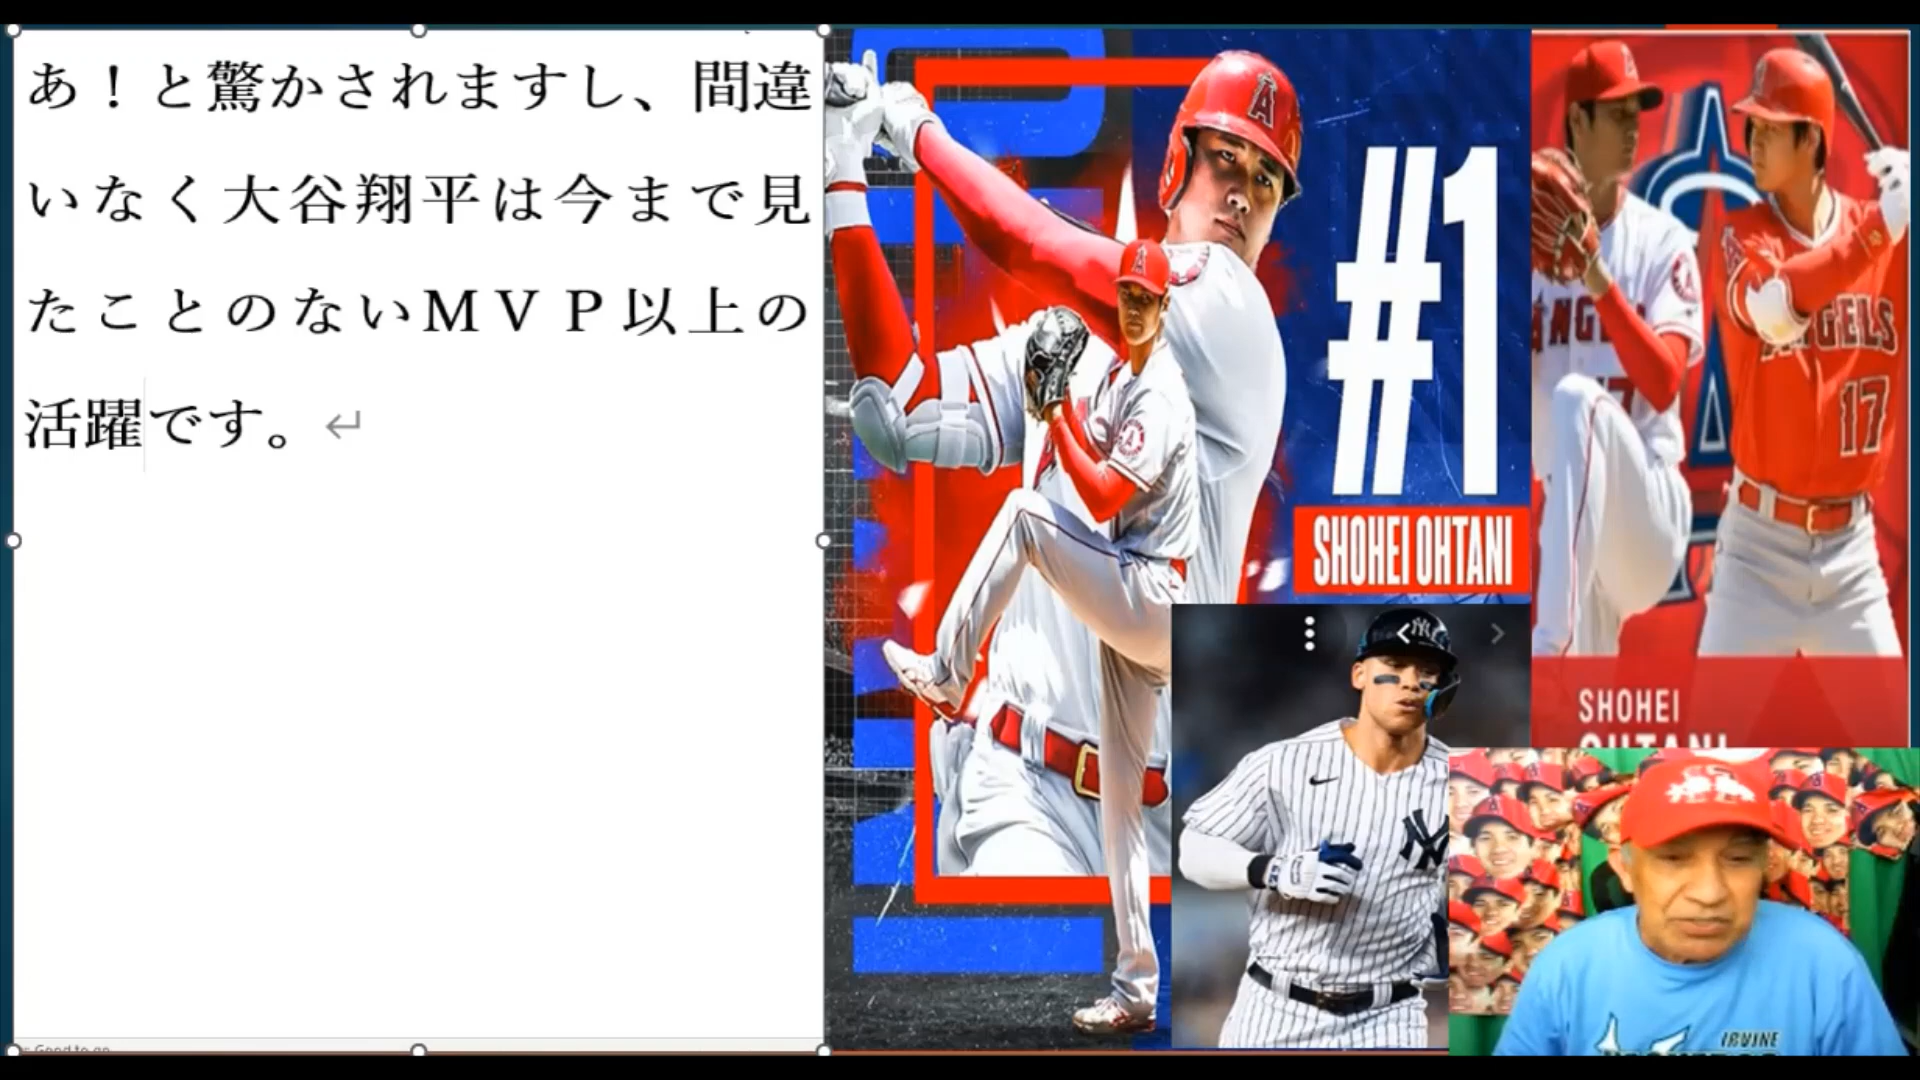 あ！と驚かされますし、間違
いなく大谷翔平は今まで見
たことのないＭＶＰ以上の
活躍です。
#1
SHOHEI OHTANI
ANGELS
17
SHOHEI
OHTANI
IRVINE